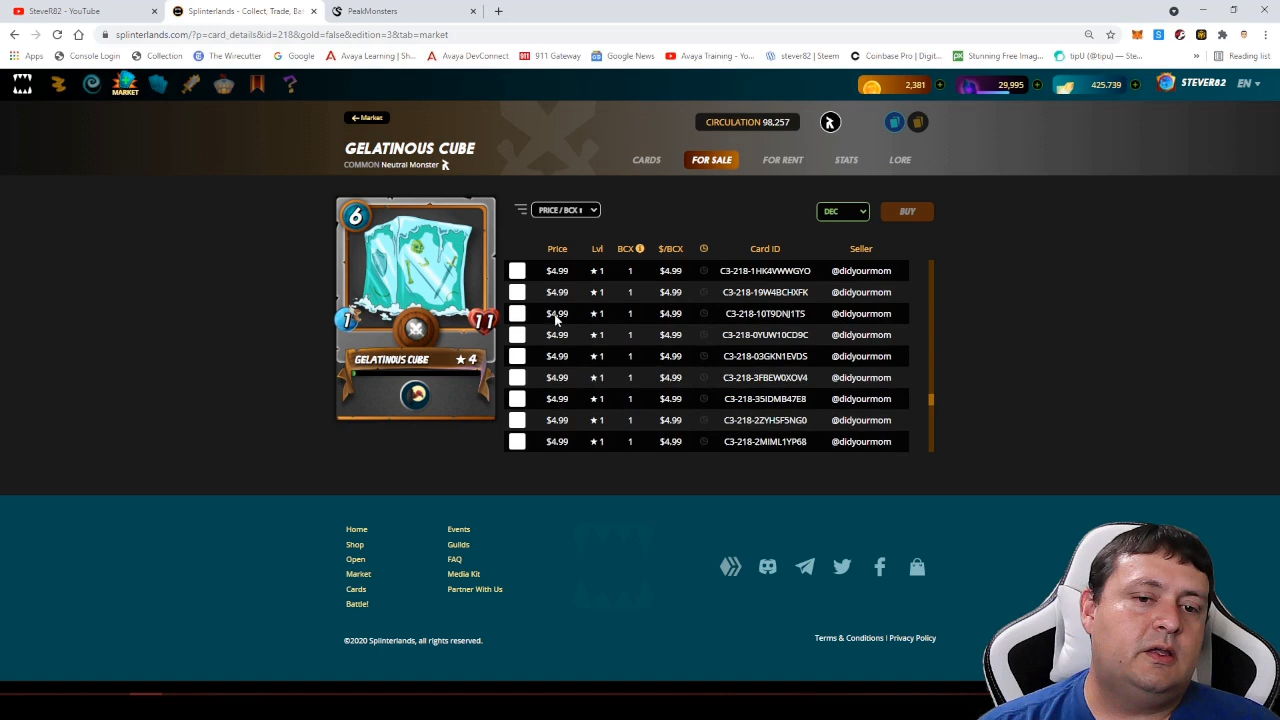 SteveR82 - YouTube
Splinterlands - Collect, Trade, Bat
PeakMonsters
splinterlands.com/?p=card_details&id=218&gold=false&edition=3&tab=market
Apps
Console Login
Collection
The Wirecutter
Google
Avaya Learning | Sh...
Avaya DevConnect
911 Gateway
Google News
Avaya Training - Yo...
stever82 | Steem
Coinbase Pro | Digit...
Stunning Free Imag...
tipU (@tipu) — Ste...
Reading list
MARKET
2,381
29,995
425.739
STEVER82
EN
Market
CIRCULATION 98,257
GELATINOUS CUBE
COMMON Neutral Monster
CARDS
FOR SALE
FOR RENT
STATS
LORE
6
1
11
GELATINOUS CUBE ★ 4
PRICE / BCX
DEC
BUY
Price Lvl BCX $/BCX Card ID Seller
$4.99 ★ 1 1 $4.99 C3-218-1HK4VWWGYO @didyourmom
$4.99 ★ 1 1 $4.99 C3-218-19W4BCHXFK @didyourmom
$4.99 ★ 1 1 $4.99 C3-218-10T9DNJ1TS @didyourmom
$4.99 ★ 1 1 $4.99 C3-218-0YUW10CD9C @didyourmom
$4.99 ★ 1 1 $4.99 C3-218-03GKN1EVDS @didyourmom
$4.99 ★ 1 1 $4.99 C3-218-3FBEW0XOV4 @didyourmom
$4.99 ★ 1 1 $4.99 C3-218-35IDMB47E8 @didyourmom
$4.99 ★ 1 1 $4.99 C3-218-2ZYHSF5NG0 @didyourmom
$4.99 ★ 1 1 $4.99 C3-218-2MIML1YP68 @didyourmom
Home
Shop
Open
Market
Cards
Battle!
Events
Guilds
FAQ
Media Kit
Partner With Us
©2020 Splinterlands, all rights reserved.
Terms & Conditions | Privacy Policy